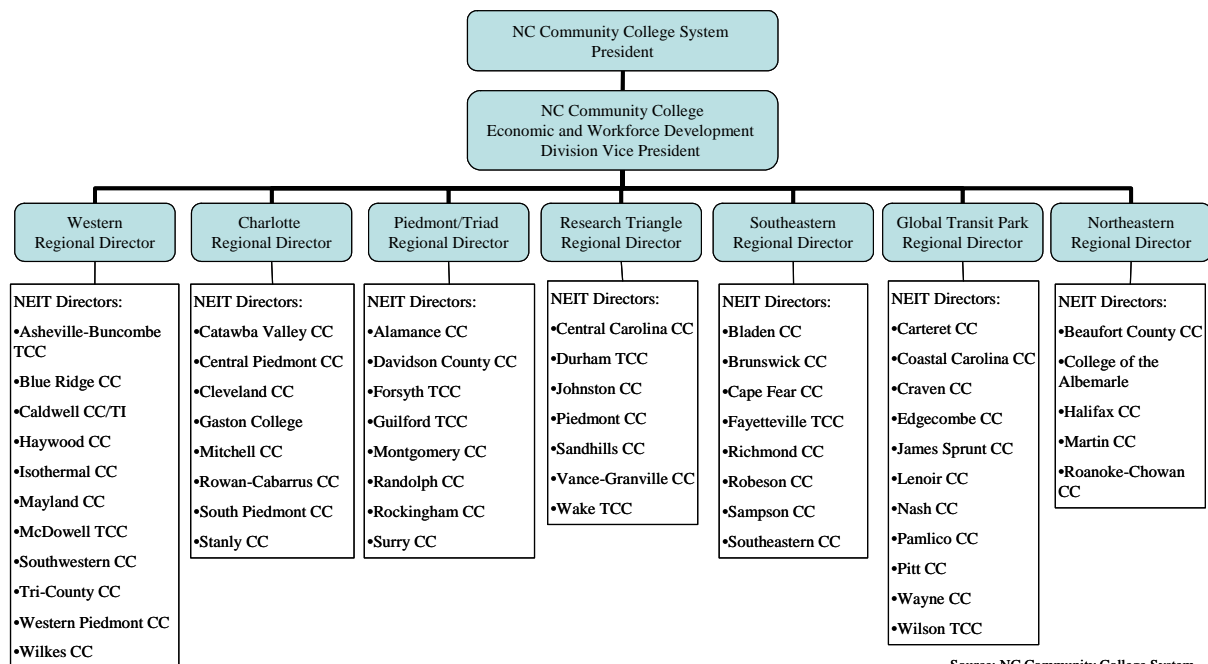 NC Community College System
President
NC Community College
Economic and Workforce Development
Division Vice President
Western
Regional Director
Charlotte
Regional Director
Piedmont/Triad
Regional Director
Research Triangle
Regional Director
Southeastern
Regional Director
Global Transit Park
Regional Director
Northeastern
Regional Director
NEIT Directors:
•Asheville-Buncombe
TCC
•Blue Ridge CC
•Caldwell CC/TI
•Haywood CC
•Isothermal CC
•Mayland CC
•McDowell TCC
•Southwestern CC
•Tri-County CC
•Western Piedmont CC
•Wilkes CC
NEIT Directors:
•Catawba Valley CC
•Central Piedmont CC
•Cleveland CC
•Gaston College
•Mitchell CC
•Rowan-Cabarrus CC
•South Piedmont CC
•Stanly CC
NEIT Directors:
•Alamance CC
•Davidson County CC
•Forsyth TCC
•Guilford TCC
•Montgomery CC
•Randolph CC
•Rockingham CC
•Surry CC
NEIT Directors:
•Central Carolina CC
•Durham TCC
•Johnston CC
•Piedmont CC
•Sandhills CC
•Vance-Granville CC
•Wake TCC
NEIT Directors:
•Bladen CC
•Brunswick CC
•Cape Fear CC
•Fayetteville TCC
•Richmond CC
•Robeson CC
•Sampson CC
•Southeastern CC
NEIT Directors:
•Carteret CC
•Coastal Carolina CC
•Craven CC
•Edgecombe CC
•James Sprunt CC
•Lenoir CC
•Nash CC
•Pamlico CC
•Pitt CC
•Wayne CC
•Wilson TCC
NEIT Directors:
•Beaufort County CC
•College of the
Albemarle
•Halifax CC
•Martin CC
•Roanoke-Chowan
CC
Source: NC Community College System